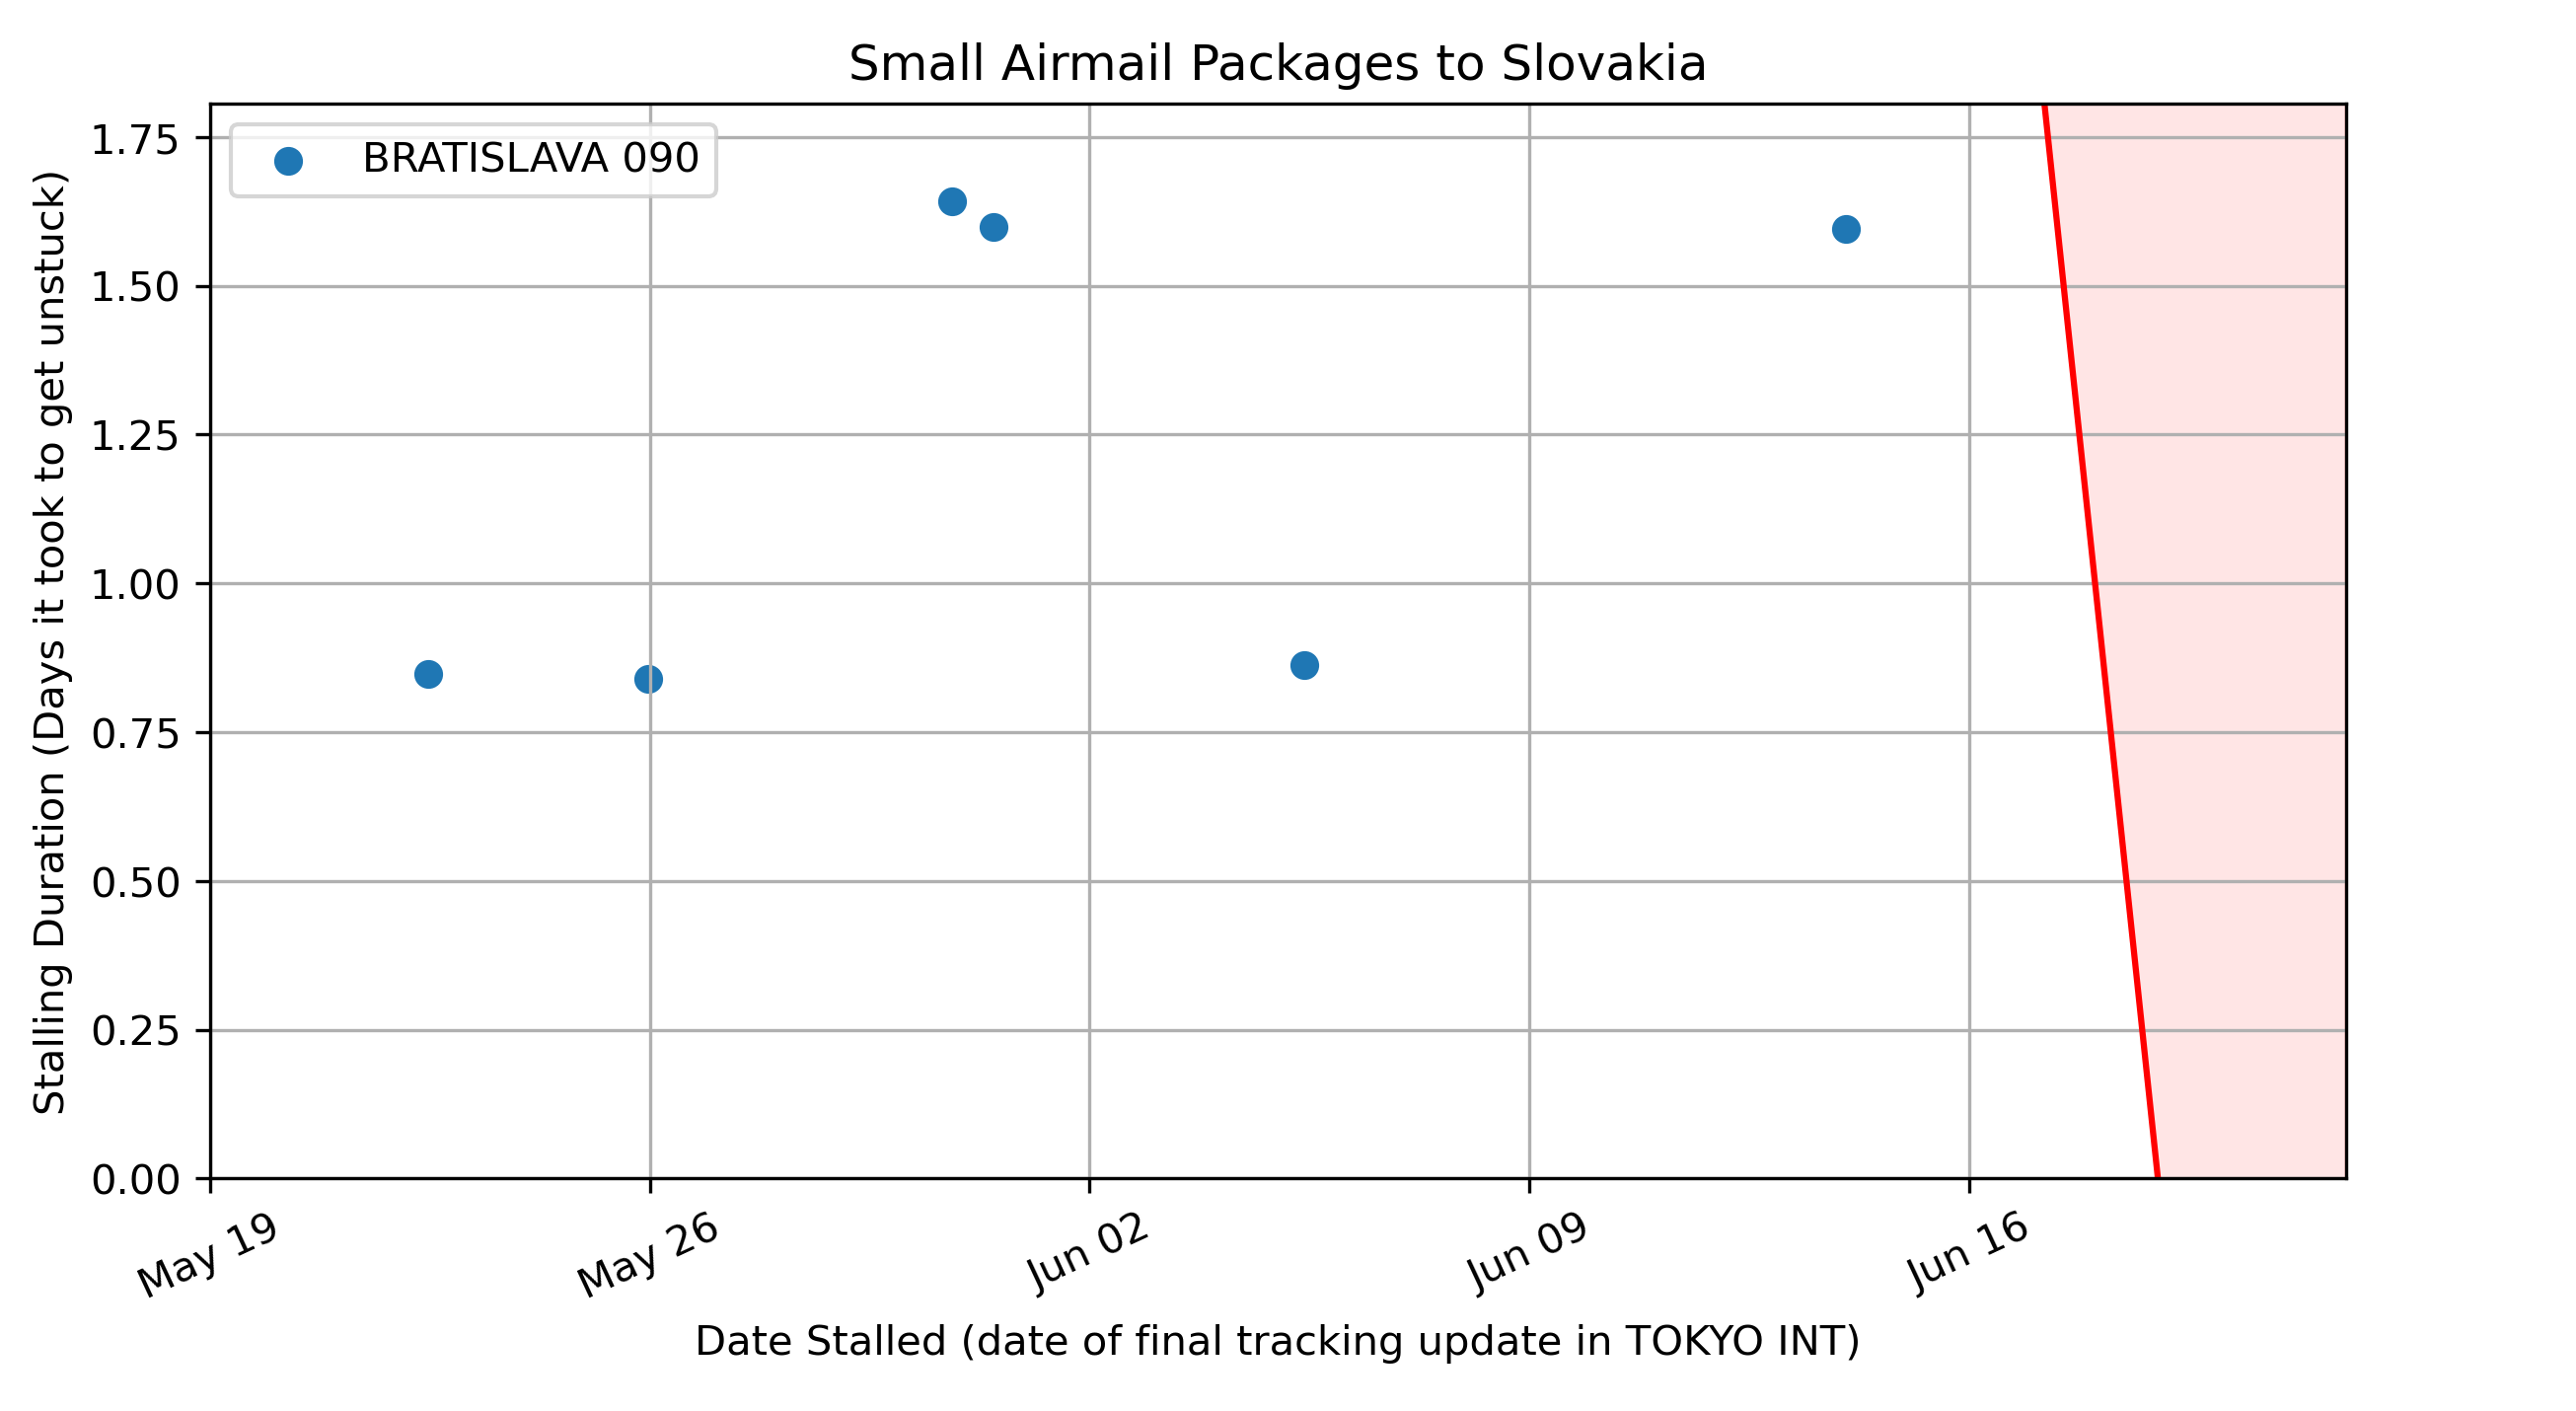 Small Airmail Packages to Slovakia
BRATISLAVA 090
Stalling Duration (Days it took to get unstuck)
1.75
1.50
1.25
1.00
0.75
0.50
0.25
0.00
May 19
May 26
Jun 02
Jun 09
Jun 16
Date Stalled (date of final tracking update in TOKYO INT)